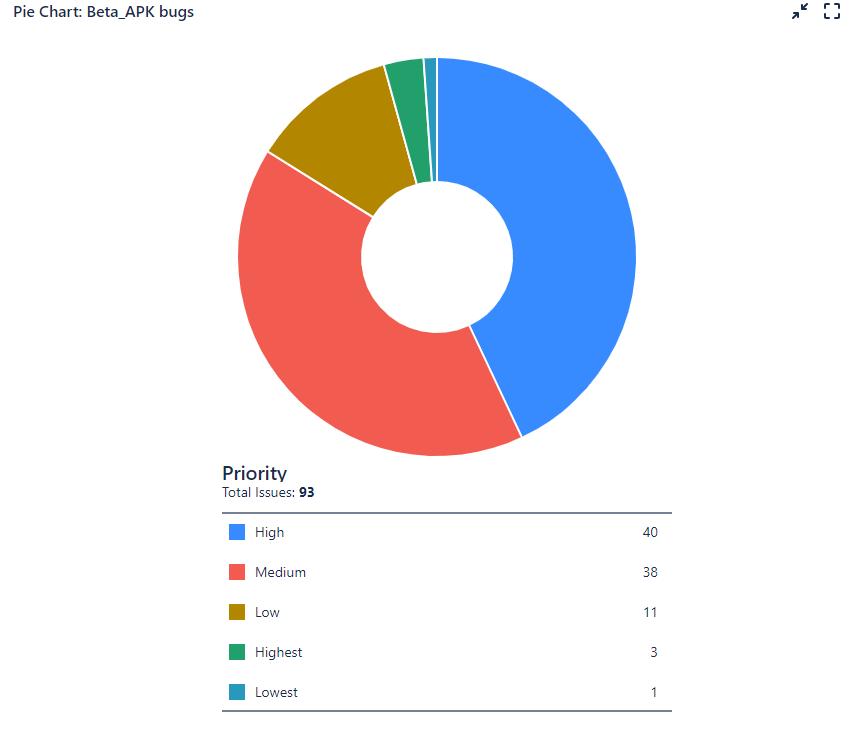 Pie Chart: Beta_APK bugs
Priority
Total Issues: 93
High 40
Medium 38
Low 11
Highest 3
Lowest 1